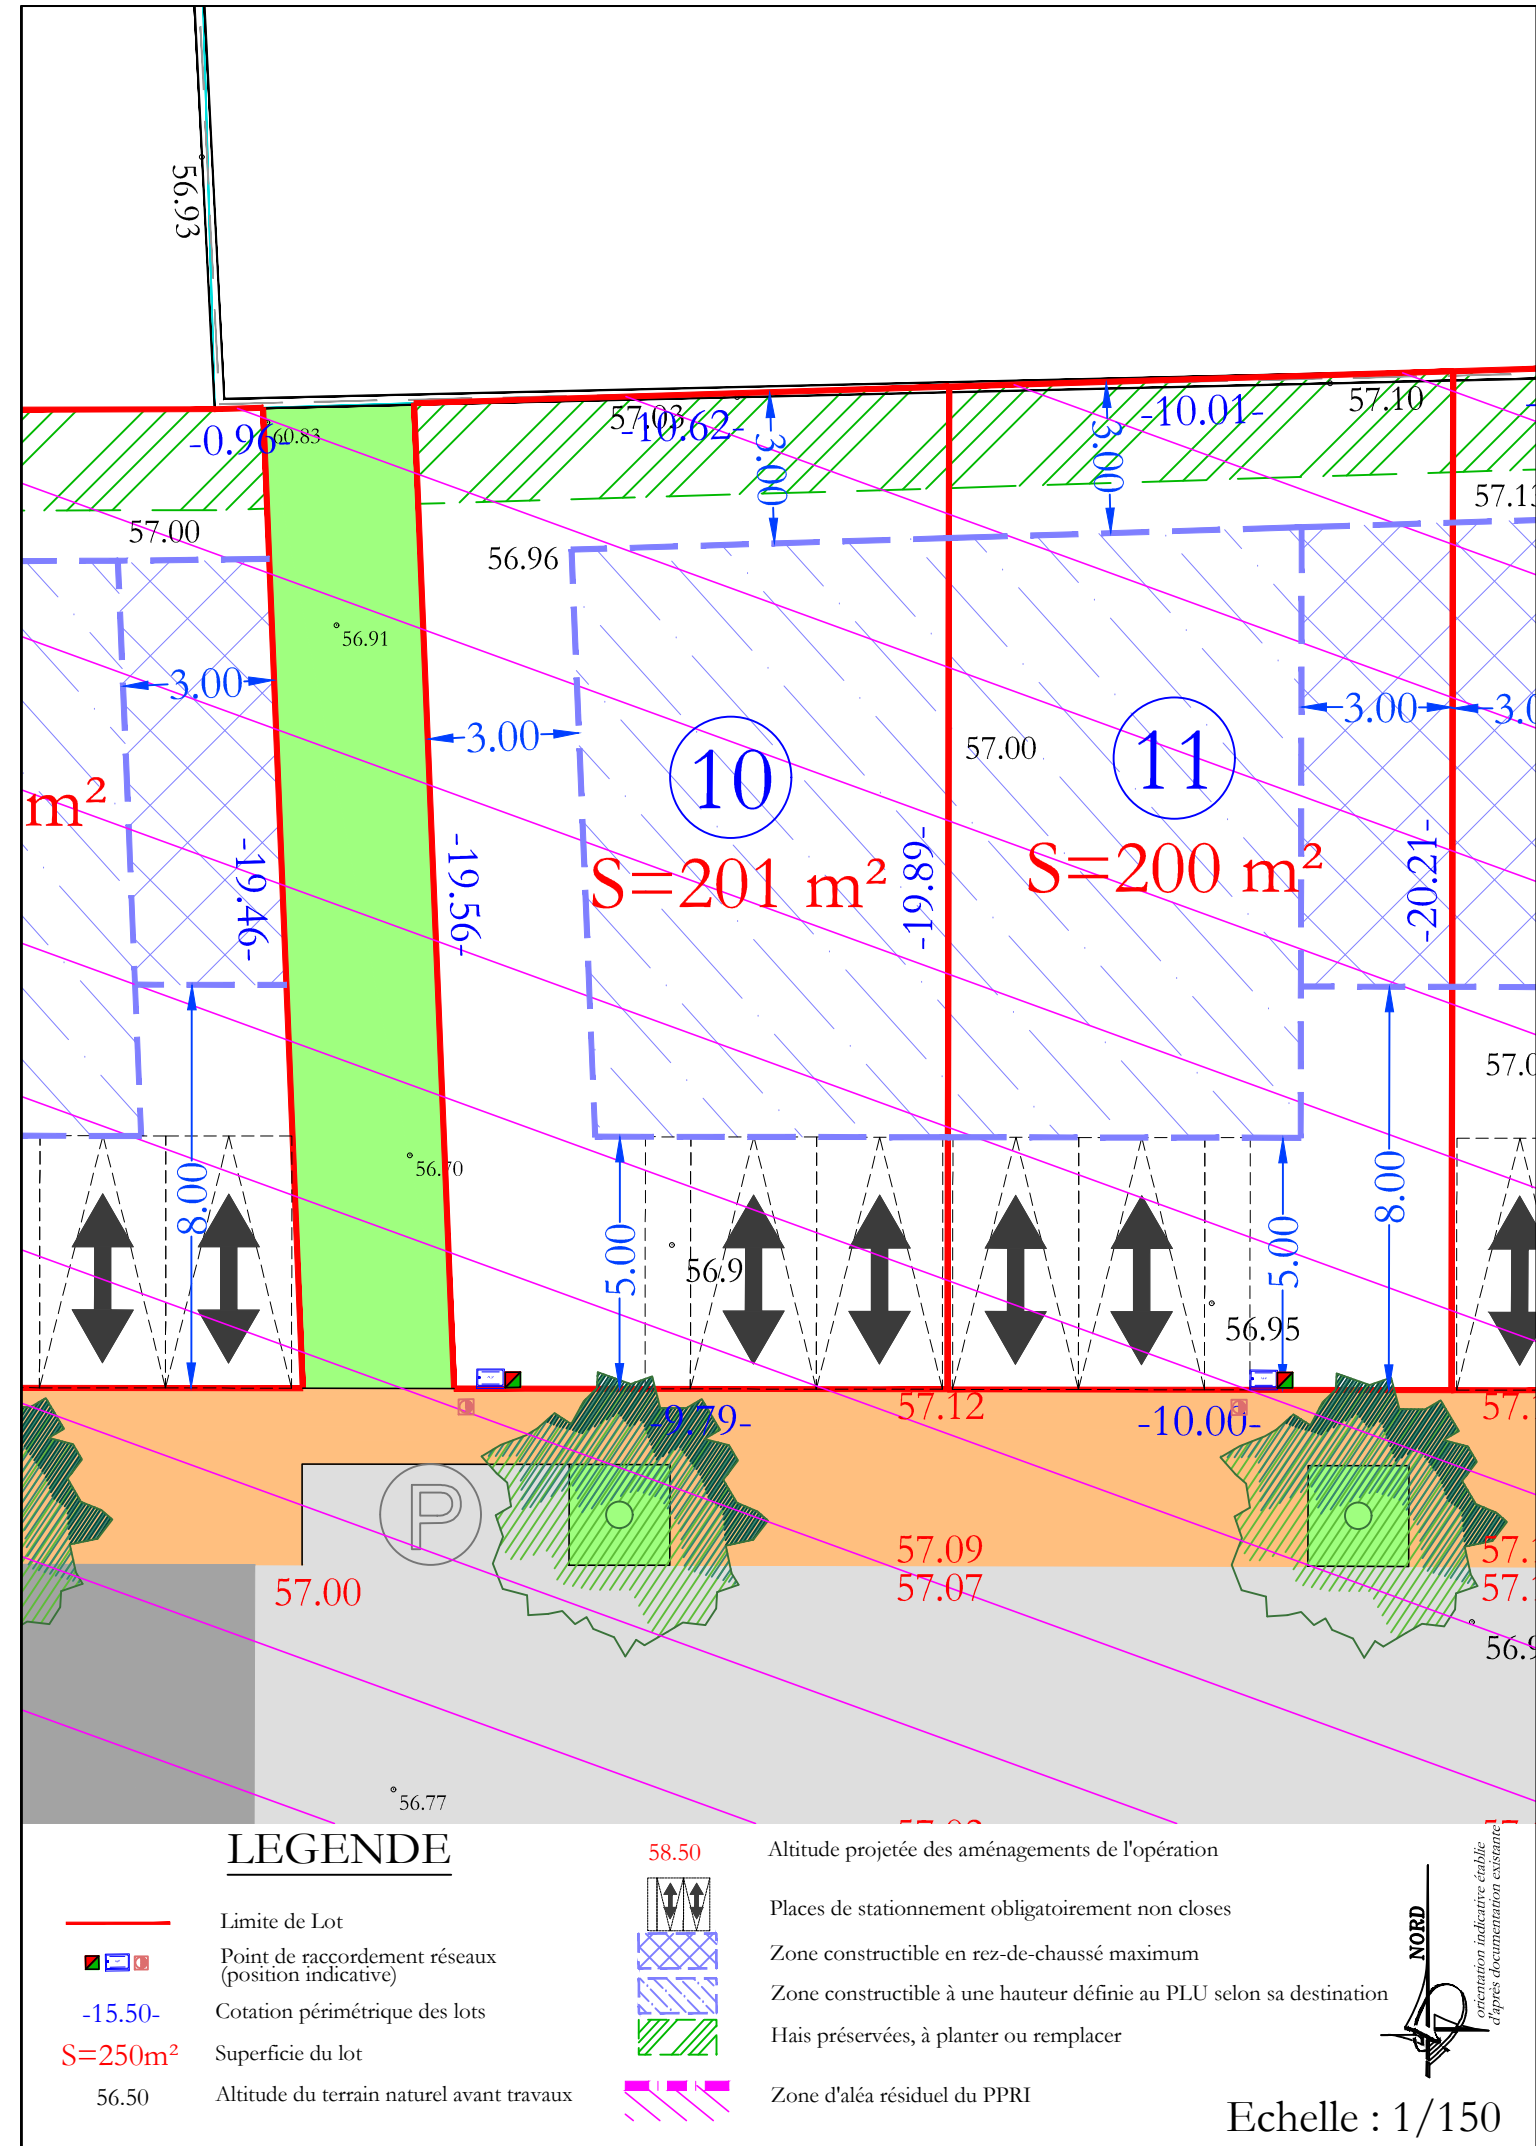 56.93
-0.96-
60.83
57.03
-10.62-
-3.00-
-3.00-
-10.01-
57.10
57.00
56.96
56.91
-3.00-
-3.00-
-3.00-
10
11
57.00
m²
S=201 m²
S=200 m²
-19.46-
-19.56-
-19.89-
-20.21-
56.70
8.00
5.00
56.9
5.00
8.00
56.95
-9.79-
57.12
-10.00-
P
57.09
57.00
57.07
56.77
LEGENDE
58.50
Altitude projetée des aménagements de l'opération
Limite de Lot
Places de stationnement obligatoirement non closes
Point de raccordement réseaux
(position indicative)
Zone constructible en rez-de-chaussé maximum
-15.50-
Cotation périmétrique des lots
Zone constructible à une hauteur définie au PLU selon sa destination
S=250m²
Superficie du lot
Hais préservées, à planter ou remplacer
56.50
Altitude du terrain naturel avant travaux
Zone d'aléa résiduel du PPRI
NORD
orientation indicative établie
d'après documentation existante
Echelle : 1/150